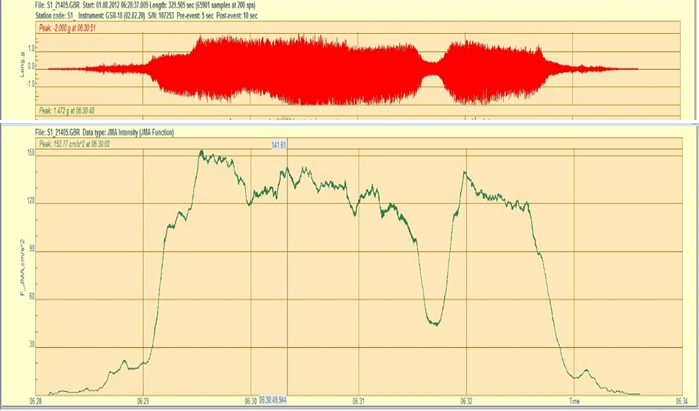 File: S1_21405.GBR Start: 01.08.2012 06:28:37.009 Length: 329.505 sec (65901 samples at 200 sps)
Station code: S1_ Instrument: GSR-18 (02.02.20) S/N: 107253 Pre-event: 5 sec Post-event: 10 sec
Peak: -2.000 g at 06:30:51
1.0
0.0
-1.0
Long, g
Peak: 1.472 g at 06:30:46
File: S1_21405.GBR Data type: JMA Intensity (JMA Function)
Peak: 153.77 cm/s^2 at 06:30:02
141.61
150
120
90
60
30
F_JMA,cm/s^2
06:28
06:29
06:30
06:30:49.944
06:31
06:32
Time
06:34